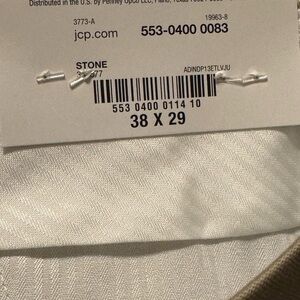 Distributed in the U.S. by Penney OpCo LLC, Plano, Texas
3773-A 19963-8
jcp.com 553-0400 0083
STONE
ADINDP13ETLVJU
553 0400 0114 10
38 X 29